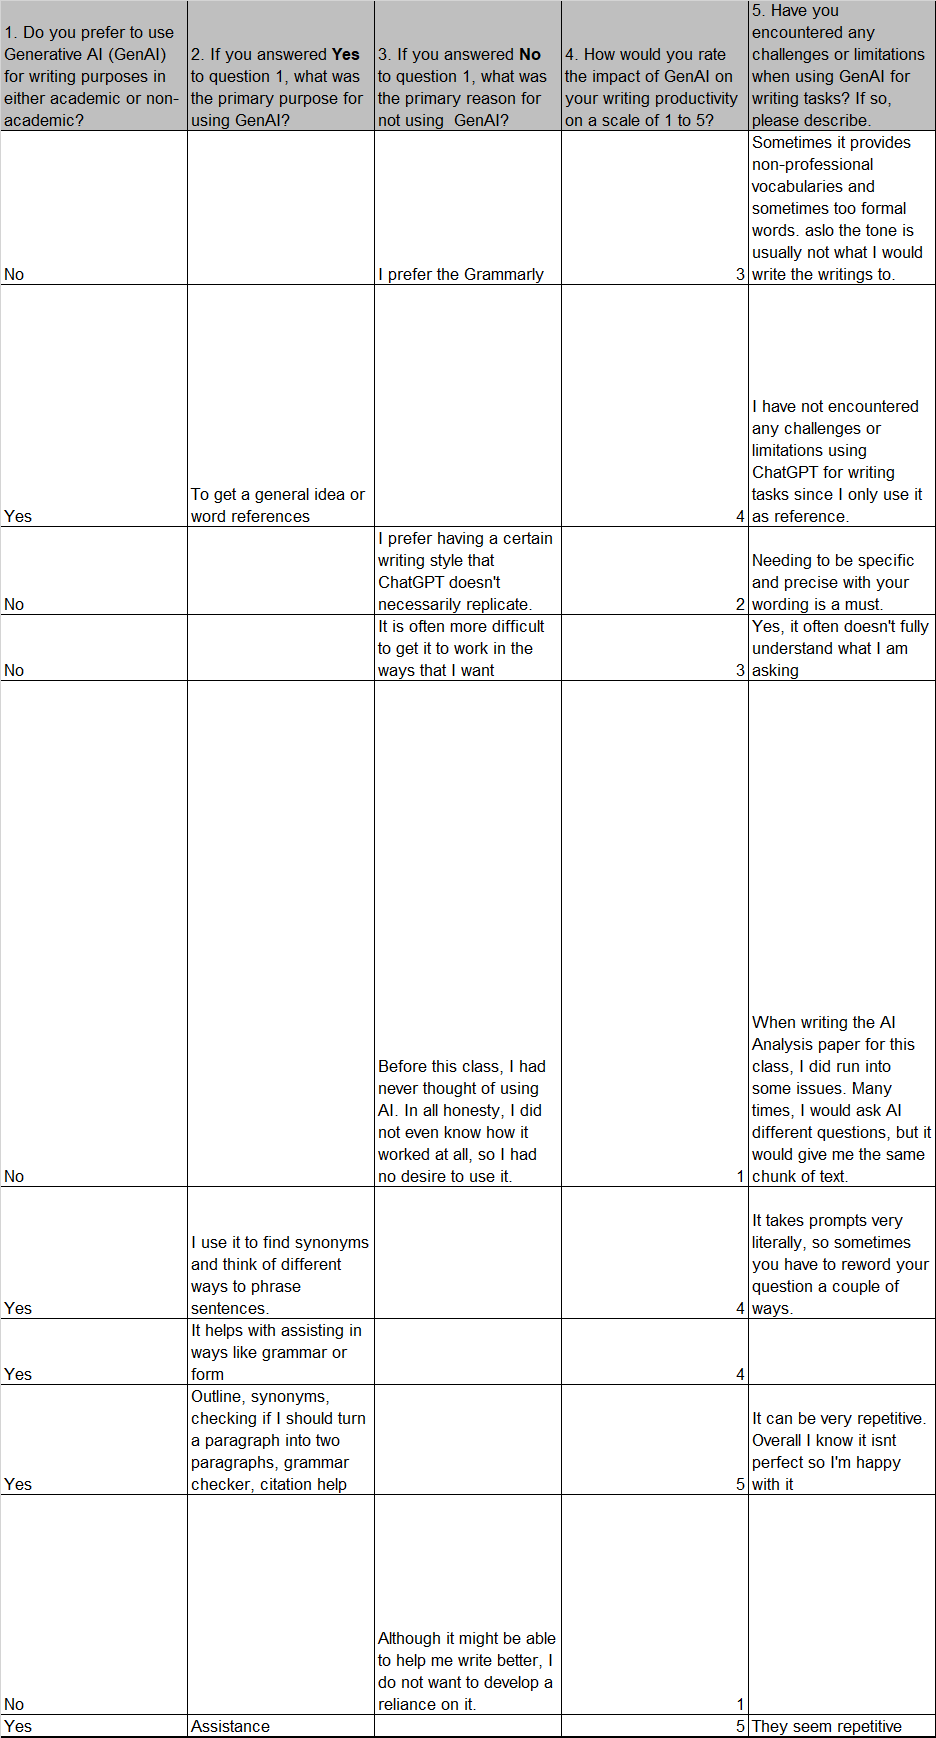 1. Do you prefer to use
Generative AI (GenAI)
for writing purposes in
either academic or non-
academic?
2. If you answered Yes
to question 1, what was
the primary purpose for
using GenAI?
3. If you answered No
to question 1, what was
the primary reason for
not using  GenAI?
4. How would you rate
the impact of GenAI on
your writing productivity
on a scale of 1 to 5?
5. Have you
encountered any
challenges or limitations
when using GenAI for
writing tasks? If so,
please describe.
No
I prefer the Grammarly
3
Sometimes it provides
non-professional
vocabularies and
sometimes too formal
words. aslo the tone is
usually not what I would
write the writings to.
Yes
To get a general idea or
word references
4
I have not encountered
any challenges or
limitations using
ChatGPT for writing
tasks since I only use it
as reference.
No
I prefer having a certain
writing style that
ChatGPT doesn't
necessarily replicate.
2
Needing to be specific
and precise with your
wording is a must.
No
It is often more difficult
to get it to work in the
ways that I want
3
Yes, it often doesn't fully
understand what I am
asking
No
Before this class, I had
never thought of using
AI. In all honesty, I did
not even know how it
worked at all, so I had
no desire to use it.
1
When writing the AI
Analysis paper for this
class, I did run into
some issues. Many
times, I would ask AI
different questions, but it
would give me the same
chunk of text.
Yes
I use it to find synonyms
and think of different
ways to phrase
sentences.
4
It takes prompts very
literally, so sometimes
you have to reword your
question a couple of
ways.
Yes
It helps with assisting in
ways like grammar or
form
4
Yes
Outline, synonyms,
checking if I should turn
a paragraph into two
paragraphs, grammar
checker, citation help
5
It can be very repetitive.
Overall I know it isnt
perfect so I'm happy
with it
No
Although it might be able
to help me write better, I
do not want to develop a
reliance on it.
1
Yes
Assistance
5
They seem repetitive